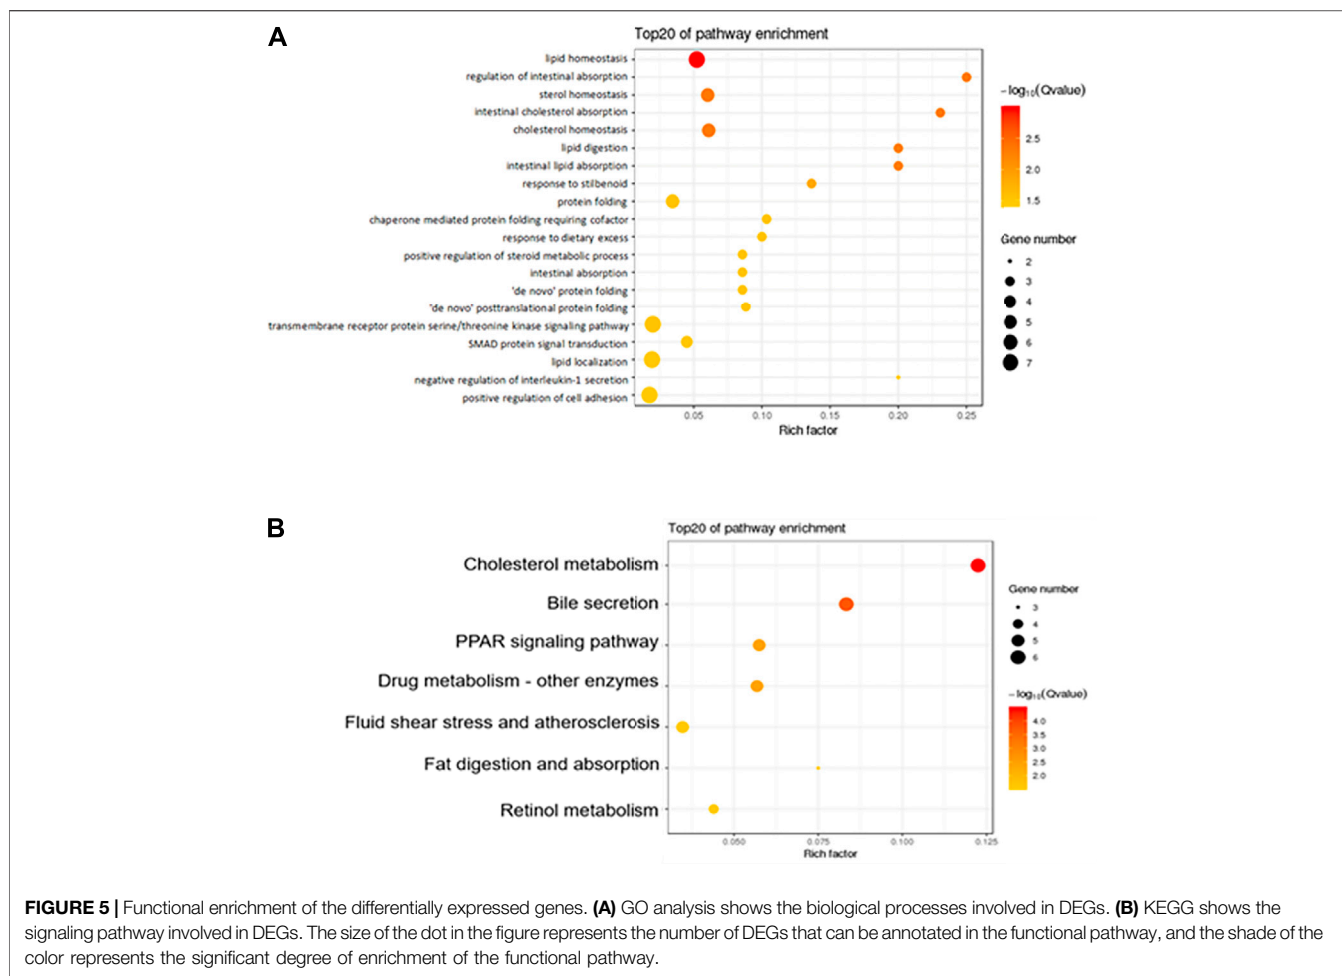 A
Top20 of pathway enrichment
lipid homeostasis
regulation of intestinal absorption
sterol homeostasis
intestinal cholesterol absorption
cholesterol homeostasis
lipid digestion
intestinal lipid absorption
response to stilbenoid
protein folding
chaperone mediated protein folding requiring cofactor
response to dietary excess
positive regulation of steroid metabolic process
intestinal absorption
'de novo' protein folding
'de novo' posttranslational protein folding
transmembrane receptor protein serine/threonine kinase signaling pathway
SMAD protein signal transduction
lipid localization
negative regulation of interleukin-1 secretion
positive regulation of cell adhesion
0.05 0.10 0.15 0.20 0.25
Rich factor
−log10(Qvalue)
2.5
2.0
1.5
Gene number
2
3
4
5
6
7
B
Top20 of pathway enrichment
Cholesterol metabolism
Bile secretion
PPAR signaling pathway
Drug metabolism - other enzymes
Fluid shear stress and atherosclerosis
Fat digestion and absorption
Retinol metabolism
0.050 0.075 0.100 0.125
Rich factor
Gene number
3
4
5
6
−log10(Qvalue)
4.0
3.5
3.0
2.5
2.0
FIGURE 5 | Functional enrichment of the differentially expressed genes. (A) GO analysis shows the biological processes involved in DEGs. (B) KEGG shows the
signaling pathway involved in DEGs. The size of the dot in the figure represents the number of DEGs that can be annotated in the functional pathway, and the shade of the
color represents the significant degree of enrichment of the functional pathway.